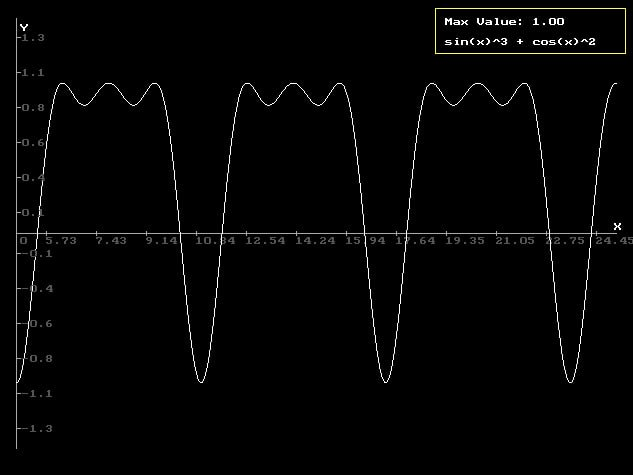 Max Value: 1.00
sin(x)^3 + cos(x)^2
Y
1.3
1.1
0.8
0.6
0.4
0.1
X
0 5.73 7.43 9.14 10.84 12.54 14.24 15.94 17.64 19.35 21.05 22.75 24.45
-0.1
-0.4
-0.6
-0.8
-1.1
-1.3